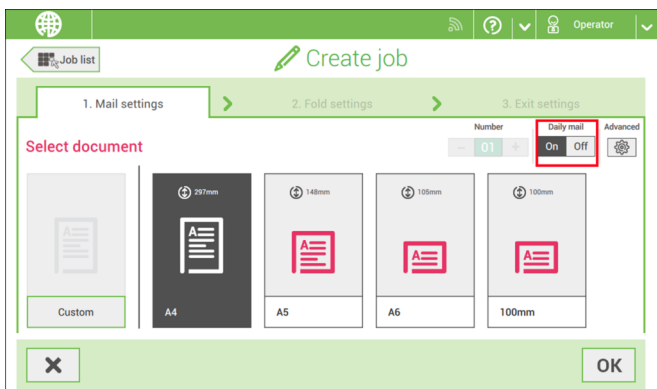 Operator
Job list
Create job
1. Mail settings
2. Fold settings
3. Exit settings
Select document
Number
Daily mail
Advanced
01
On
Off
297mm
148mm
105mm
100mm
Custom
A4
A5
A6
100mm
OK